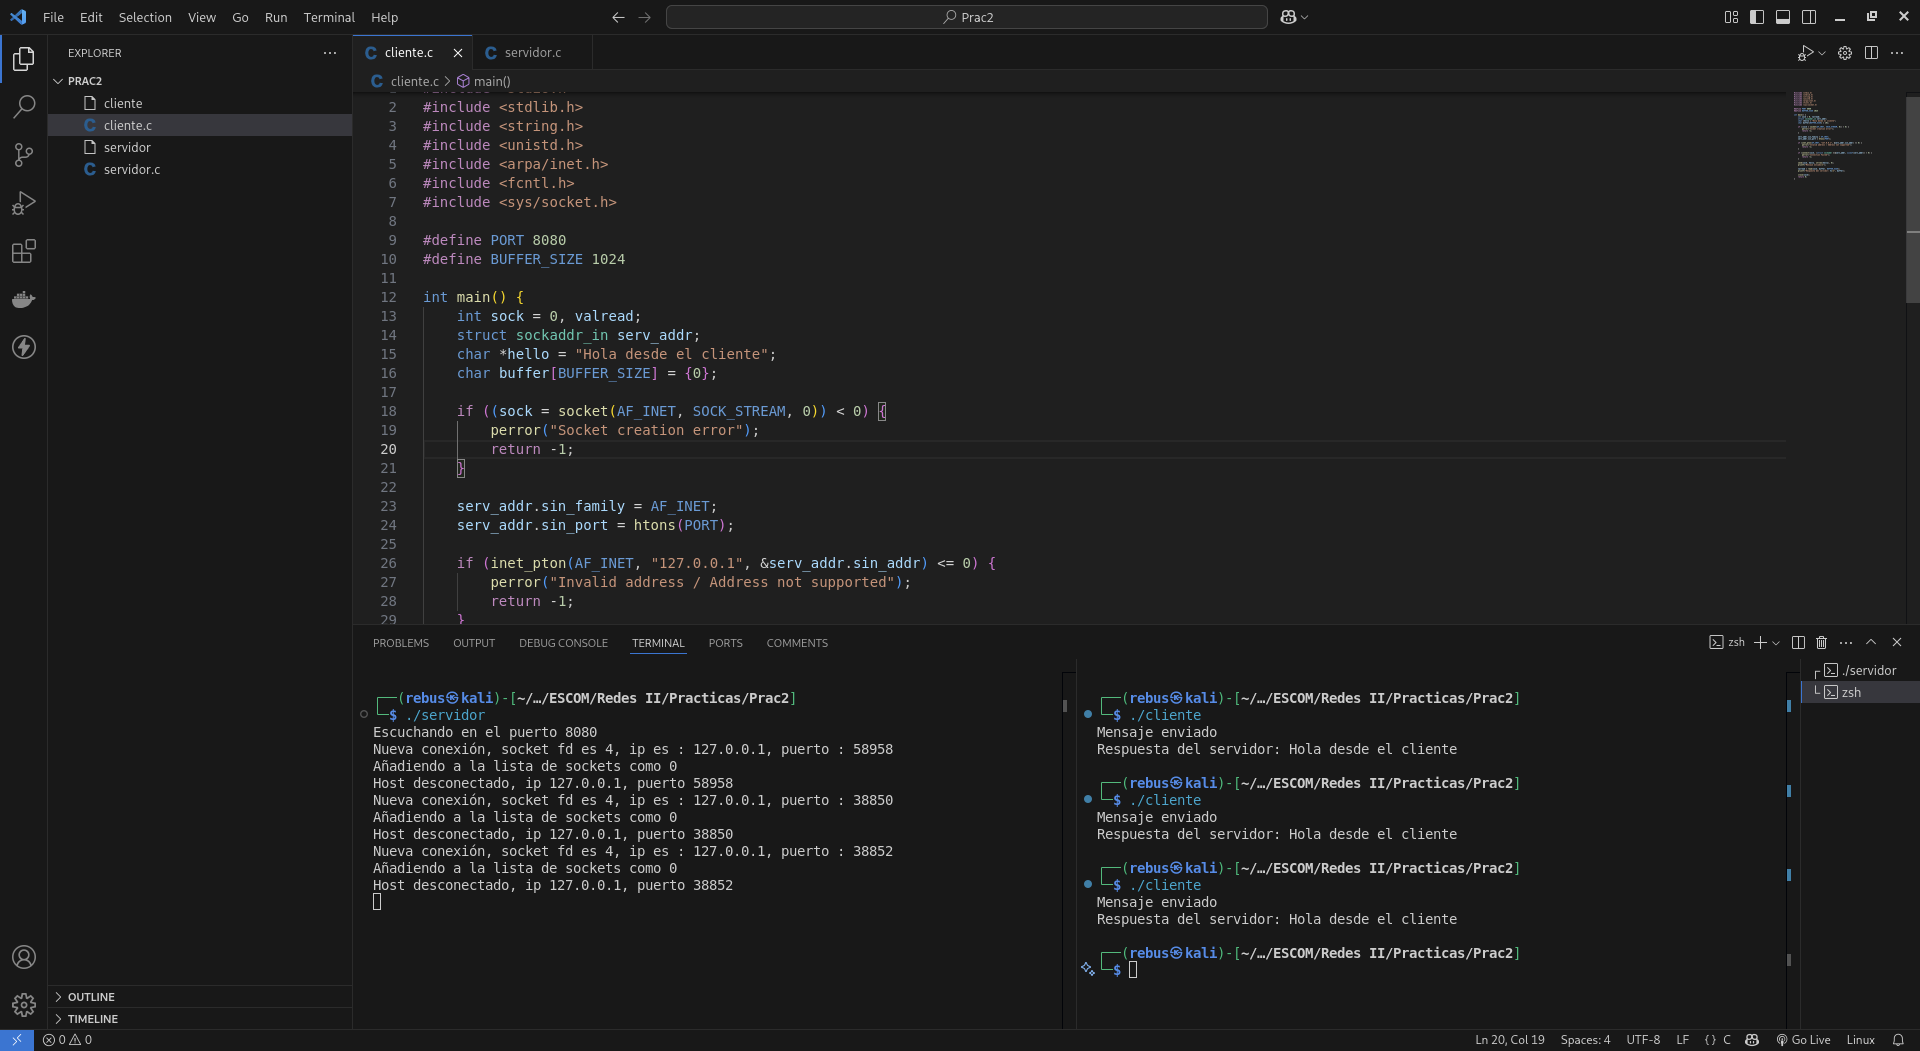 File Edit Selection View Go Run Terminal Help
Prac2
EXPLORER
PRAC2
cliente
cliente.c
servidor
servidor.c
OUTLINE
TIMELINE
cliente.c
servidor.c
cliente.c > main()
2 #include <stdlib.h>
3 #include <string.h>
4 #include <unistd.h>
5 #include <arpa/inet.h>
6 #include <fcntl.h>
7 #include <sys/socket.h>
8
9 #define PORT 8080
10 #define BUFFER_SIZE 1024
11
12 int main() {
13 int sock = 0, valread;
14 struct sockaddr_in serv_addr;
15 char *hello = "Hola desde el cliente";
16 char buffer[BUFFER_SIZE] = {0};
17
18 if ((sock = socket(AF_INET, SOCK_STREAM, 0)) < 0) {
19 perror("Socket creation error");
20 return -1;
21 }
22
23 serv_addr.sin_family = AF_INET;
24 serv_addr.sin_port = htons(PORT);
25
26 if (inet_pton(AF_INET, "127.0.0.1", &serv_addr.sin_addr) <= 0) {
27 perror("Invalid address / Address not supported");
28 return -1;
29 }
PROBLEMS OUTPUT DEBUG CONSOLE TERMINAL PORTS COMMENTS
zsh
┌──(rebus㉿kali)-[~/…/ESCOM/Redes II/Practicas/Prac2]
└─$ ./servidor
Escuchando en el puerto 8080
Nueva conexión, socket fd es 4, ip es : 127.0.0.1, puerto : 58958
Añadiendo a la lista de sockets como 0
Host desconectado, ip 127.0.0.1, puerto 58958
Nueva conexión, socket fd es 4, ip es : 127.0.0.1, puerto : 38850
Añadiendo a la lista de sockets como 0
Host desconectado, ip 127.0.0.1, puerto 38850
Nueva conexión, socket fd es 4, ip es : 127.0.0.1, puerto : 38852
Añadiendo a la lista de sockets como 0
Host desconectado, ip 127.0.0.1, puerto 38852
┌──(rebus㉿kali)-[~/…/ESCOM/Redes II/Practicas/Prac2]
└─$ ./cliente
Mensaje enviado
Respuesta del servidor: Hola desde el cliente
┌──(rebus㉿kali)-[~/…/ESCOM/Redes II/Practicas/Prac2]
└─$ ./cliente
Mensaje enviado
Respuesta del servidor: Hola desde el cliente
┌──(rebus㉿kali)-[~/…/ESCOM/Redes II/Practicas/Prac2]
└─$ ./cliente
Mensaje enviado
Respuesta del servidor: Hola desde el cliente
┌──(rebus㉿kali)-[~/…/ESCOM/Redes II/Practicas/Prac2]
└─$
./servidor
zsh
0 0
Ln 20, Col 19 Spaces: 4 UTF-8 LF {} C Go Live Linux